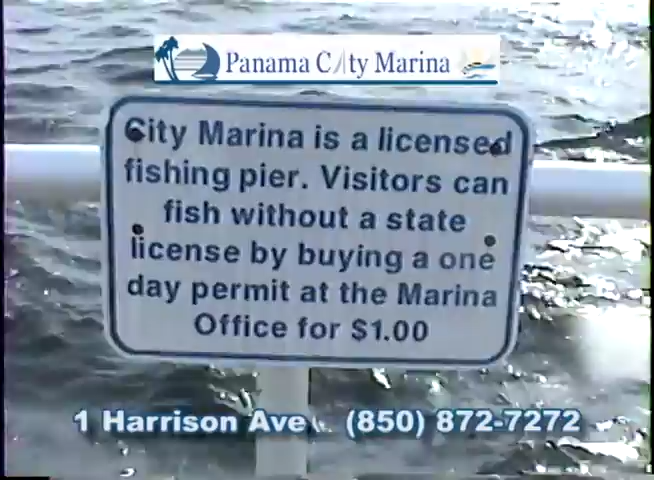 Panama City Marina
City Marina is a licensed
fishing pier. Visitors can
fish without a state
license by buying a one
day permit at the Marina
Office for $1.00
1 Harrison Ave (850) 872-7272